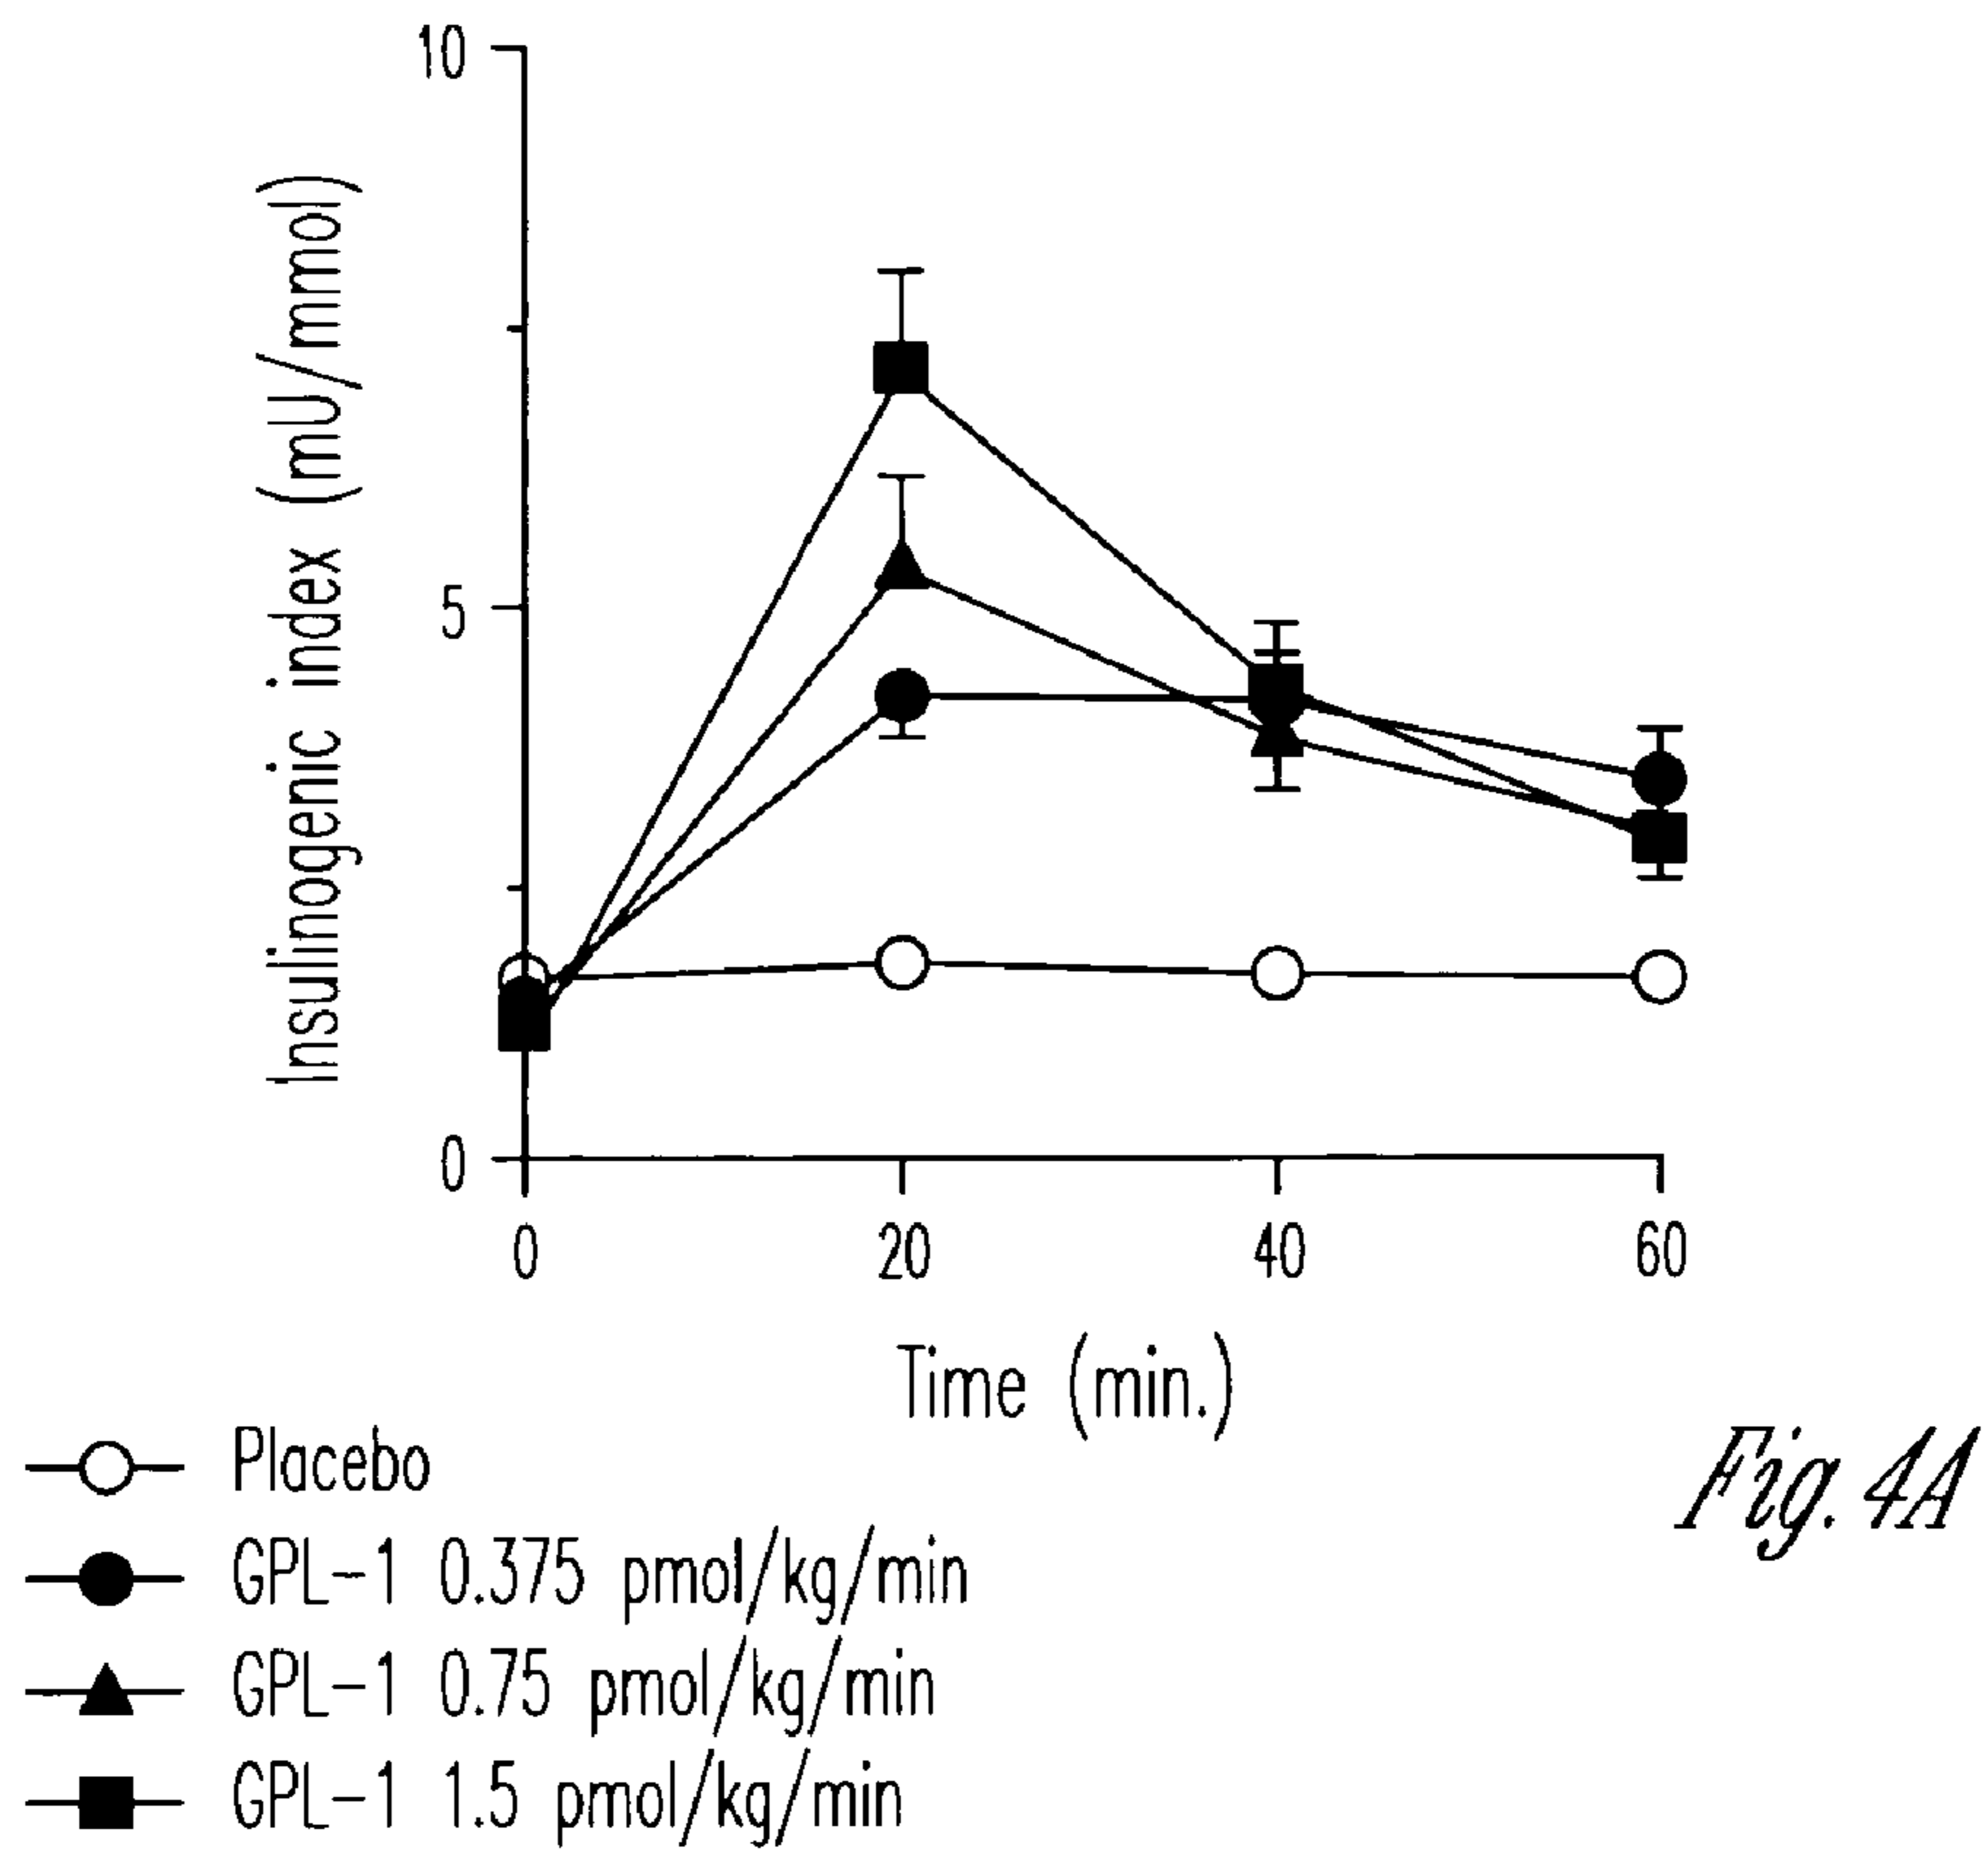 10
5
0
Insulinogenic index (mU/mmol)
0 20 40 60
Time (min.)
Placebo
GPL-1 0.375 pmol/kg/min
GPL-1 0.75 pmol/kg/min
GPL-1 1.5 pmol/kg/min
Fig. 4A